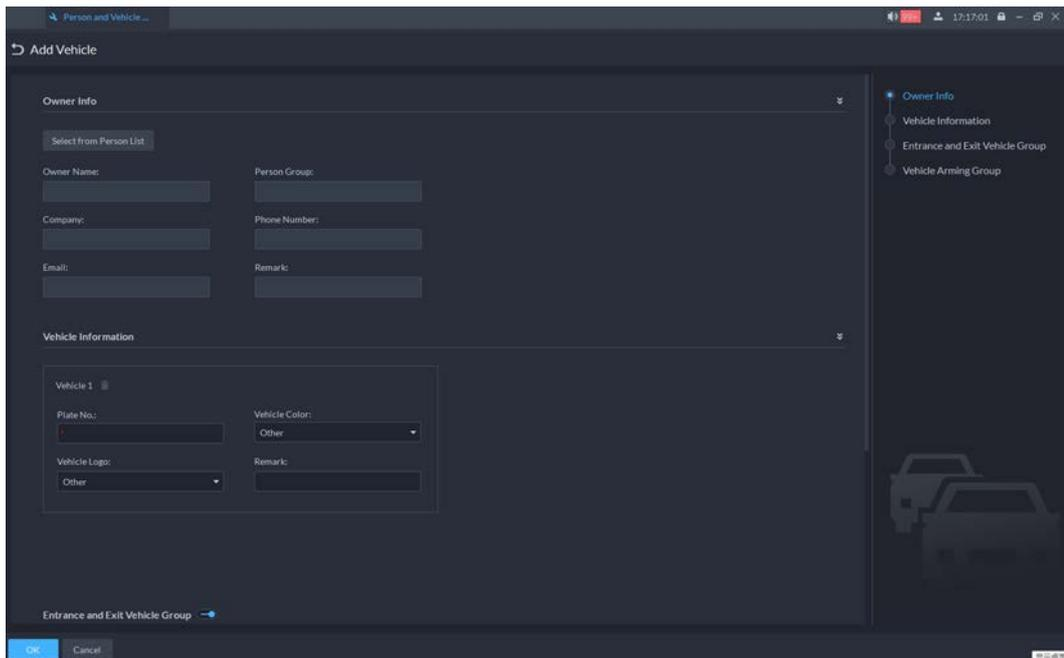 Person and Vehicle ...
99+
17:17:01
Add Vehicle
Owner Info
Select from Person List
Owner Name:
Person Group:
Company:
Phone Number:
Email:
Remark:
Vehicle Information
Vehicle 1
Plate No.:
Vehicle Color:
*
Other
Vehicle Logo:
Remark:
Other
Entrance and Exit Vehicle Group
OK
Cancel
Owner Info
Vehicle Information
Entrance and Exit Vehicle Group
Vehicle Arming Group